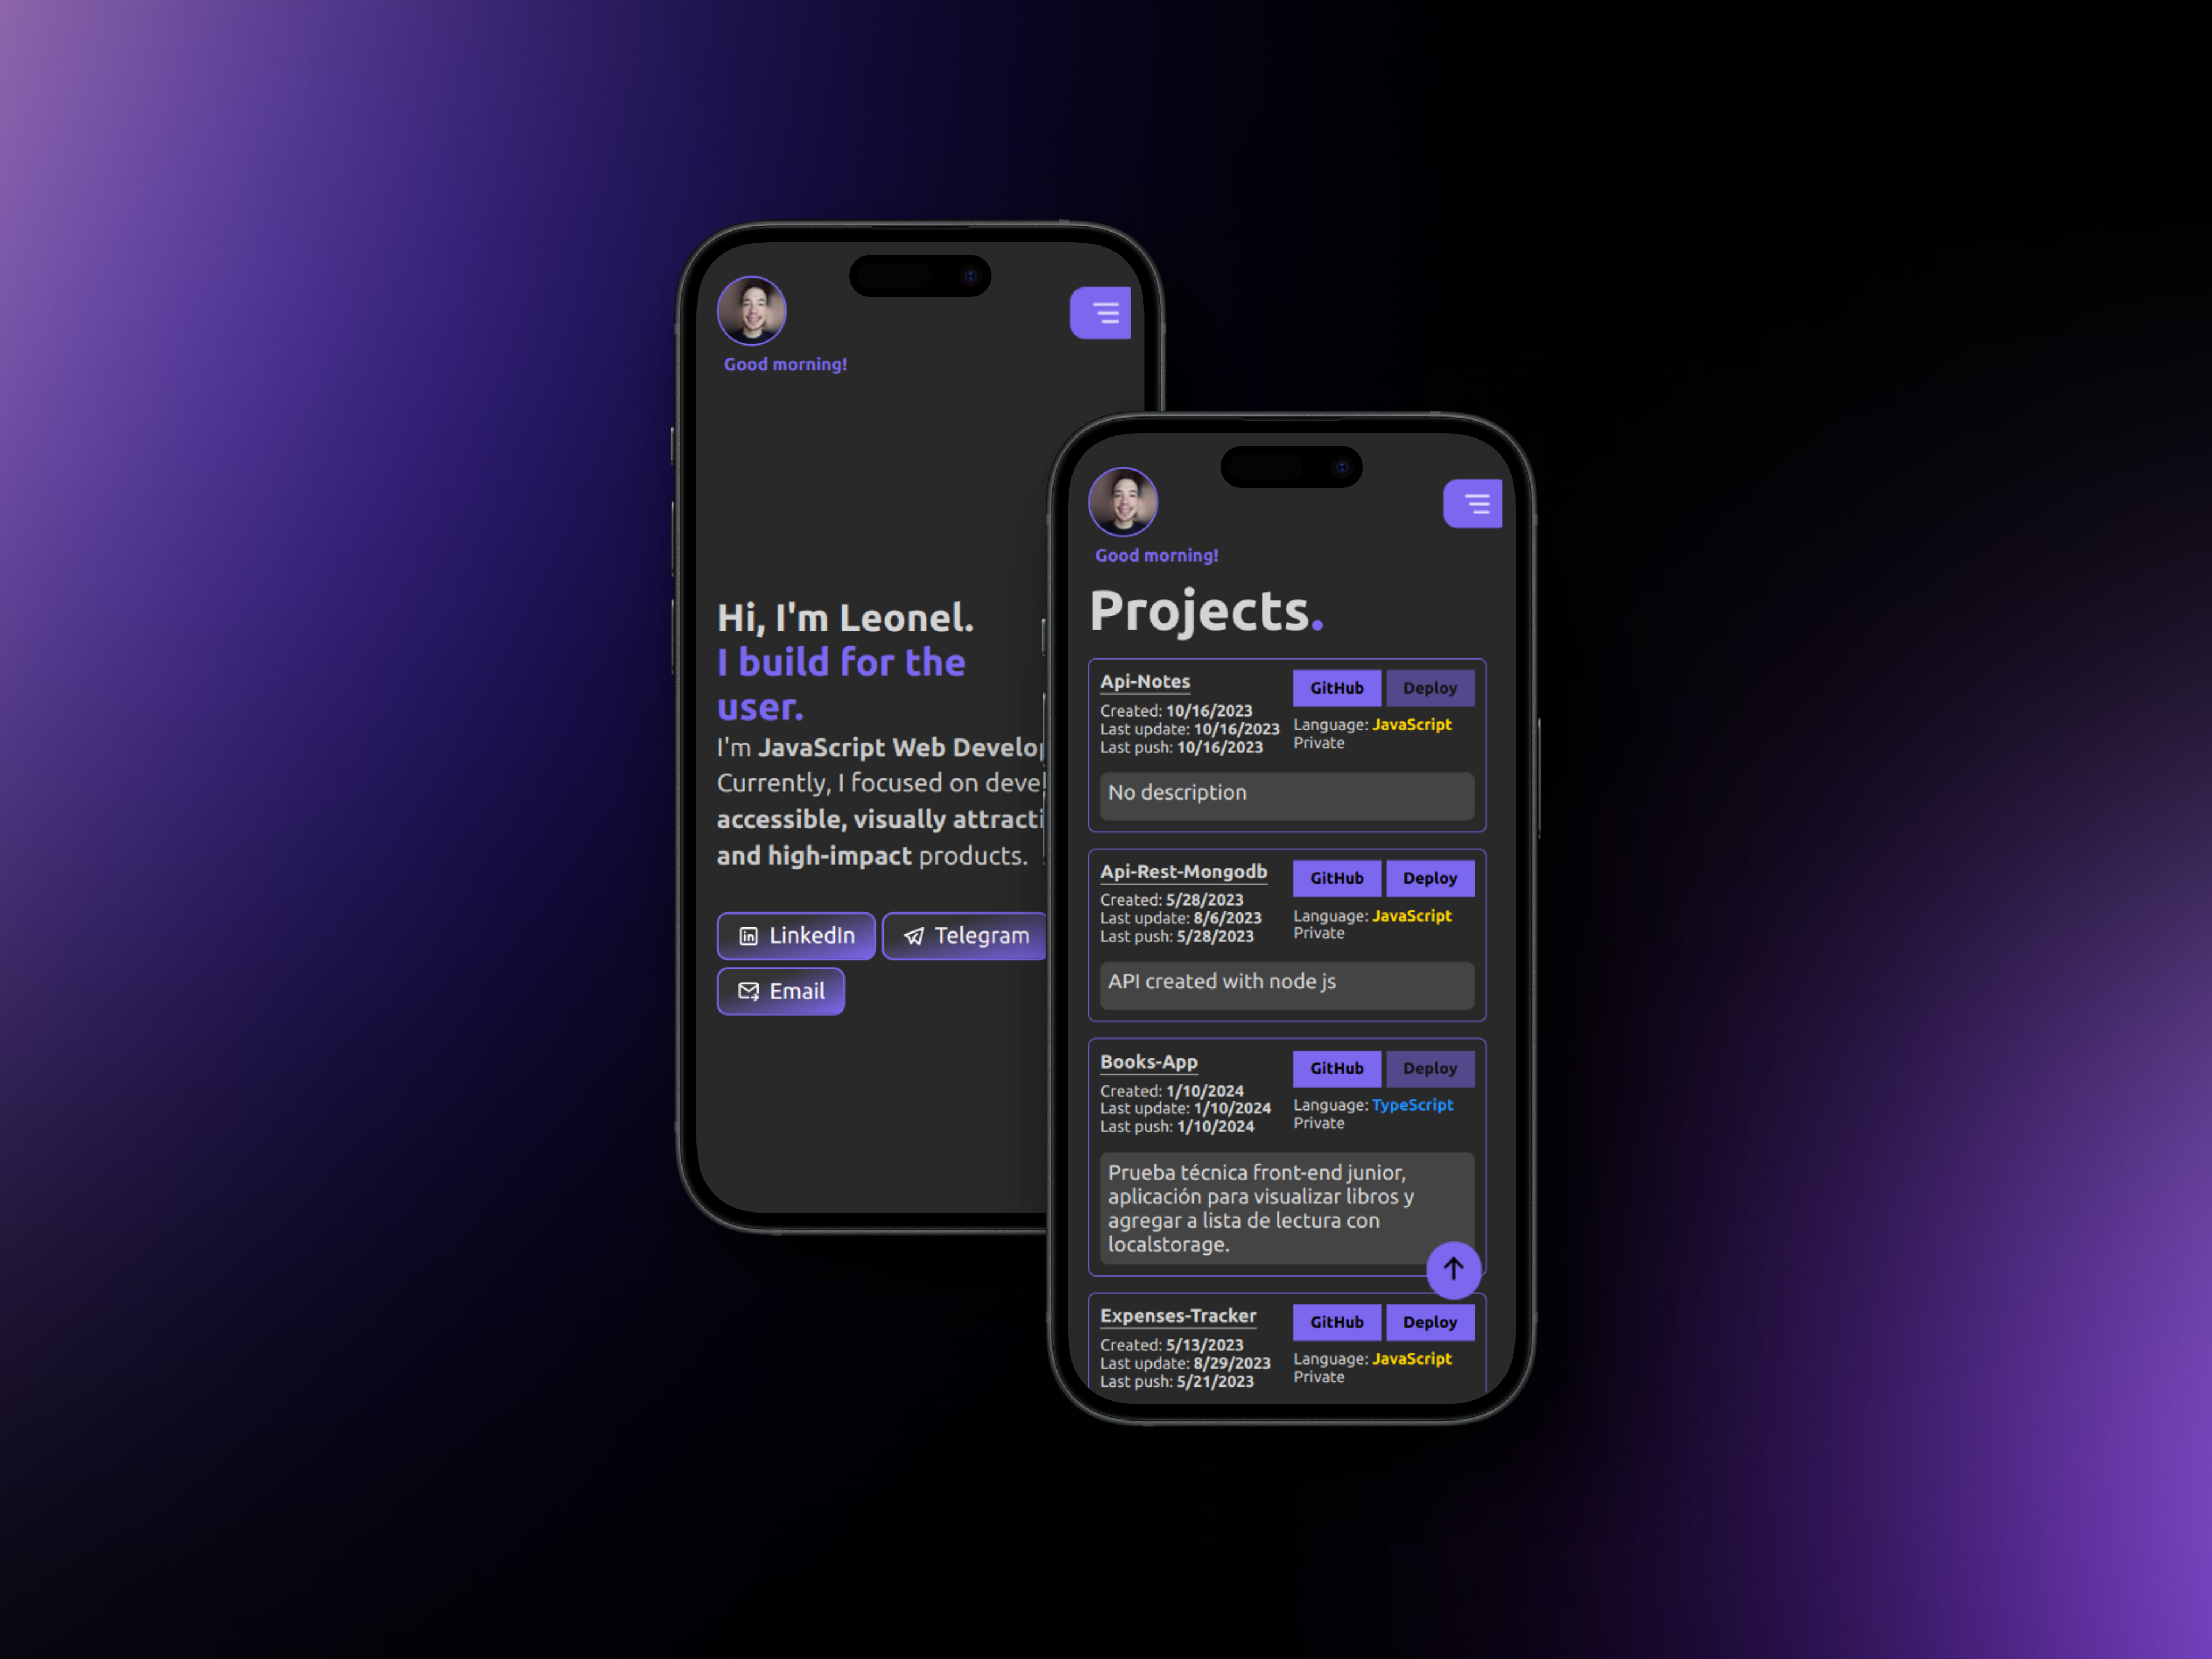 Good morning!
Hi, I'm Leonel.
I build for the
user.
I'm JavaScript Web
Currently, I focused on
accessible, visually
and high-impact products.
LinkedIn
Telegram
Email
Good morning!
Projects.
Api-Notes
GitHub
Deploy
Created: 10/16/2023
Last update: 10/16/2023
Last push: 10/16/2023
Language: JavaScript
Private
No description
Api-Rest-Mongodb
GitHub
Deploy
Created: 5/28/2023
Last update: 8/6/2023
Last push: 5/28/2023
Language: JavaScript
Private
API created with node js
Books-App
GitHub
Deploy
Created: 1/10/2024
Last update: 1/10/2024
Last push: 1/10/2024
Language: TypeScript
Private
Prueba técnica front-end junior,
aplicación para visualizar libros y
agregar a lista de lectura con
localstorage.
Expenses-Tracker
GitHub
Deploy
Created: 5/13/2023
Last update: 8/29/2023
Last push: 5/21/2023
Language: JavaScript
Private